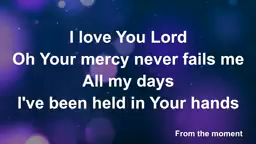 I love You Lord
Oh Your mercy never fails me
All my days
I've been held in Your hands
From the moment